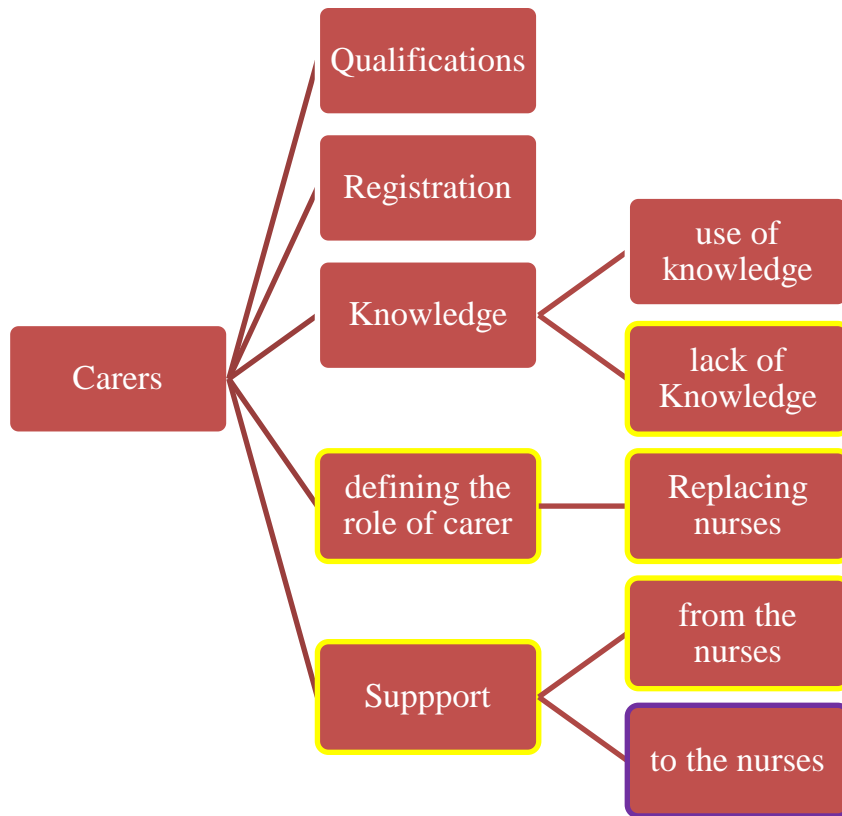 Carers
Qualifications
Registration
Knowledge
use of
knowledge
lack of
Knowledge
defining the
role of carer
Replacing
nurses
Suppport
from the
nurses
to the nurses